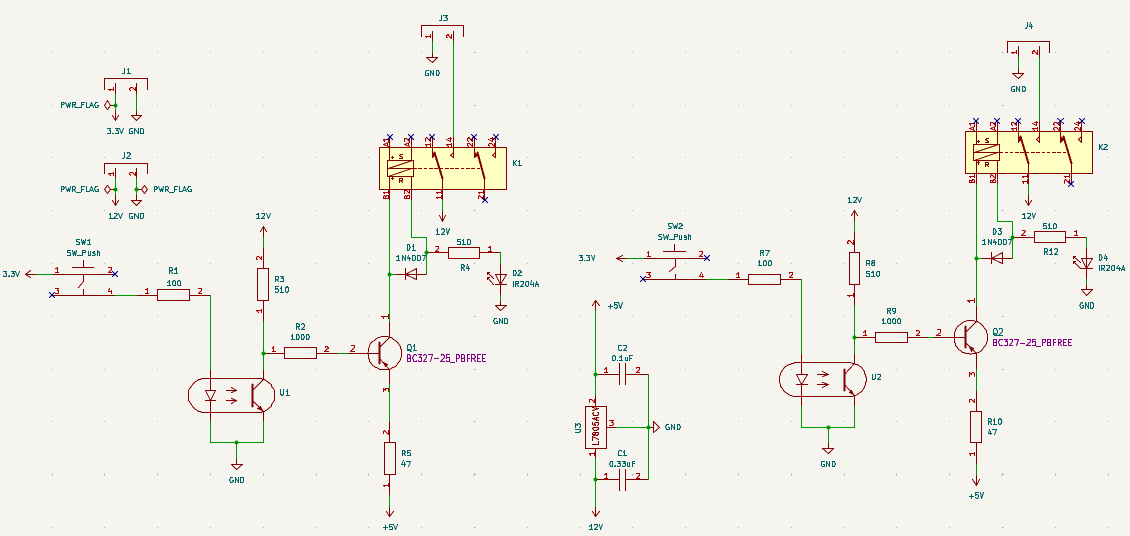 J1
1
2
PWR_FLAG
3.3V
GND
J2
1
2
PWR_FLAG
PWR_FLAG
12V
GND
SW1
SW_Push
3.3V
1
2
3
4
R1
100
1
2
12V
2
R3
510
1
R2
1000
1
2
2
U1
GND
J3
1
2
GND
A1
A2
12
14
22
24
S
R
K1
B1
B2
11
21
12V
D1
1N4007
510
2
1
R4
D2
IR204A
GND
1
Q1
BC327-25_PBFREE
3
2
R5
47
1
+5V
SW2
SW_Push
3.3V
1
2
3
4
R7
100
1
2
12V
2
R8
510
1
R9
1000
1
2
2
U2
GND
+5V
C2
0.1uF
1
2
2
U3
L7805ACV
3
GND
1
C1
0.33uF
1
2
12V
J4
1
2
GND
A1
A2
12
14
22
24
S
R
K2
B1
B2
11
21
12V
D3
1N4007
510
2
1
R12
D4
IR204A
GND
1
Q2
BC327-25_PBFREE
3
2
R10
47
1
+5V